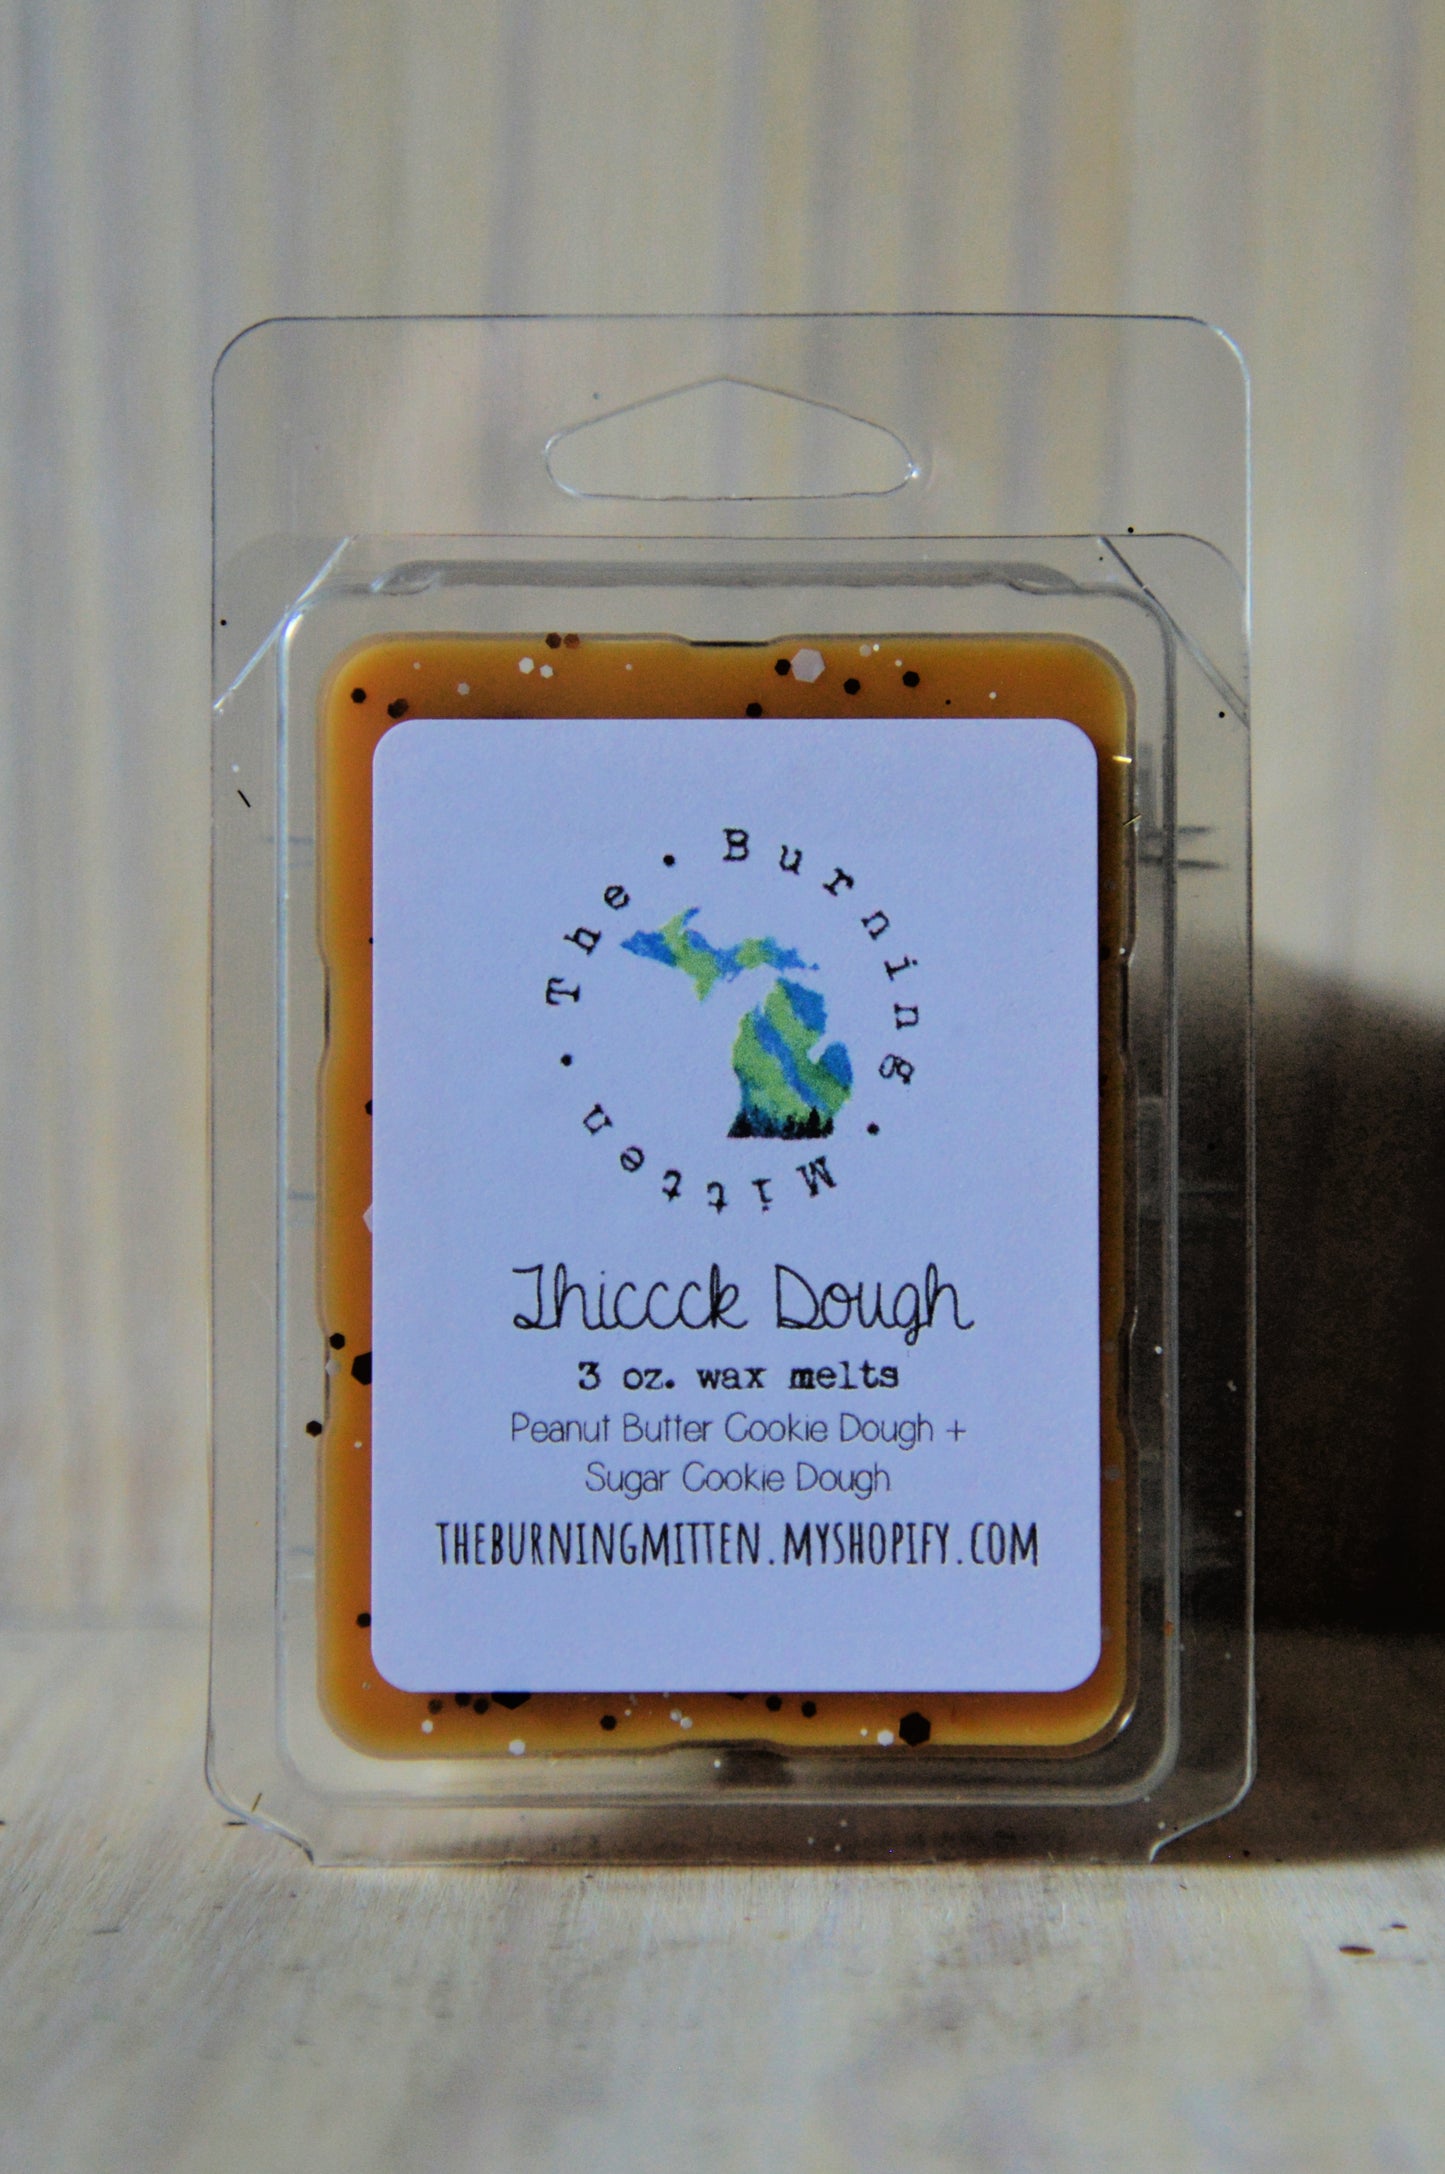 The • Burning • Mitten •
Thiccck Dough
3 oz. wax melts
Peanut Butter Cookie Dough +
Sugar Cookie Dough
THEBURNINGMITTEN.MYSHOPIFY.COM